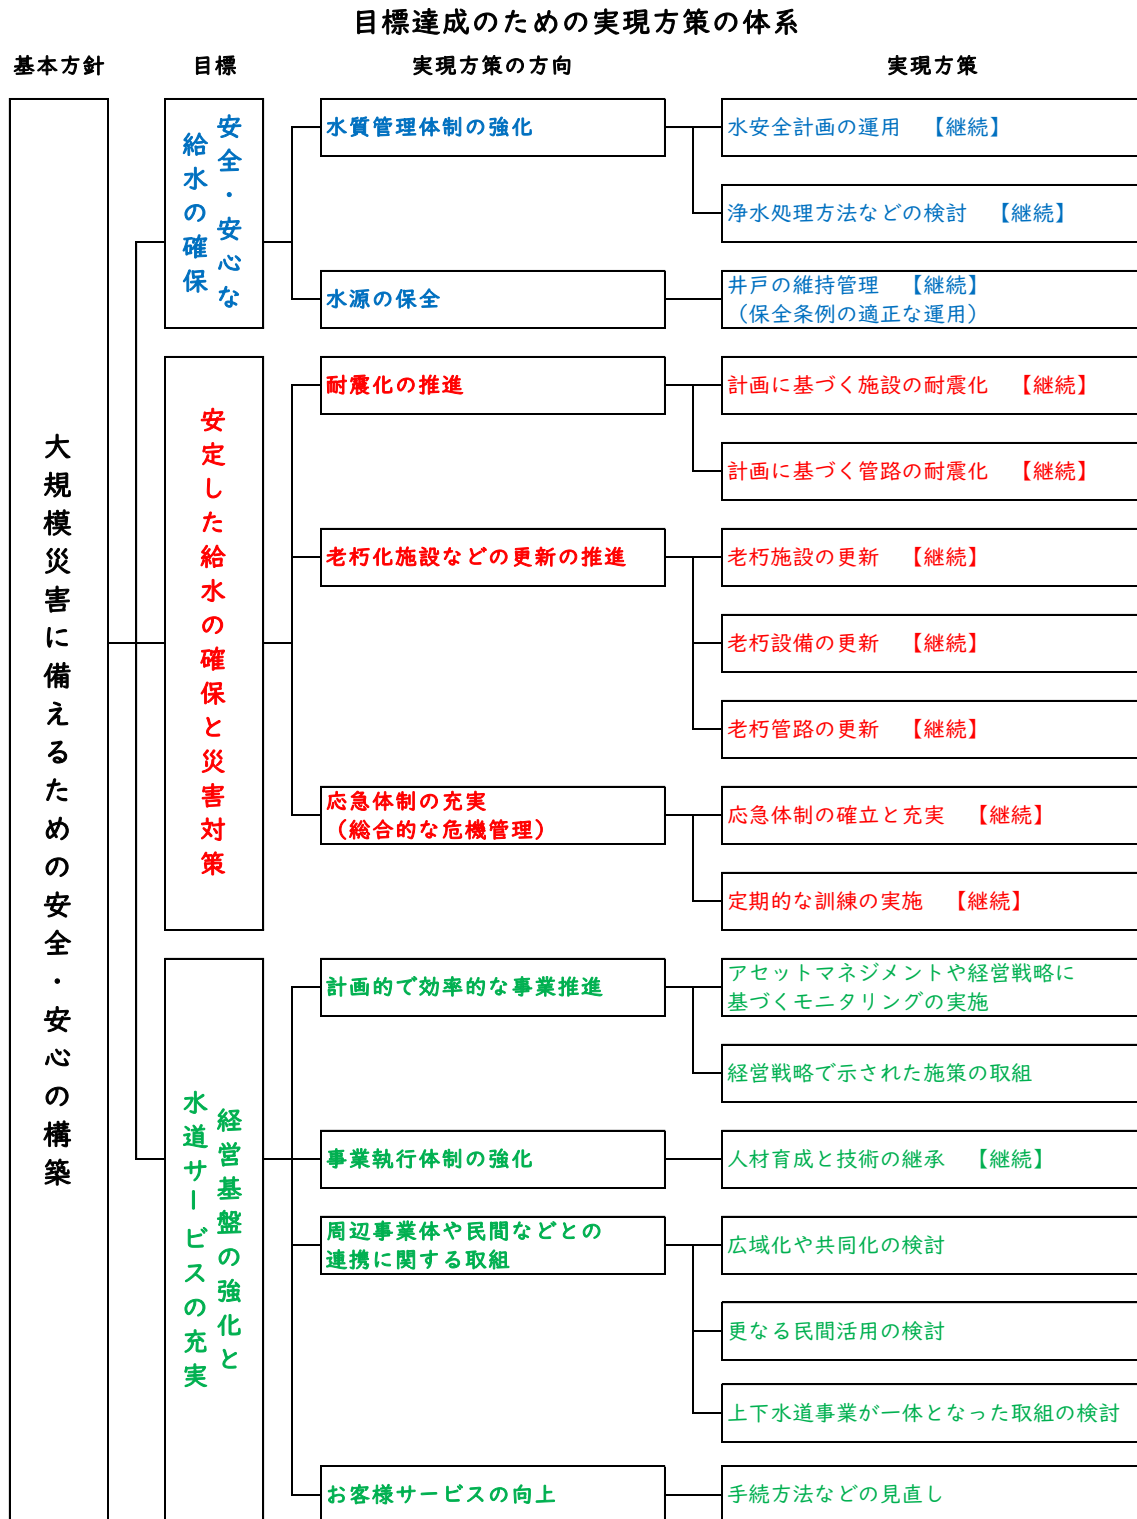 目標達成のための実現方策の体系
基本方針
目標
実現方策の方向
実現方策
大規模災害に備えるための安全・安心の構築
安全・安心な
給水の確保
水質管理体制の強化
水安全計画の運用 【継続】
浄水処理方法などの検討 【継続】
水源の保全
井戸の維持管理 【継続】
（保全条例の適正な運用）
安定した給水の確保と災害対策
耐震化の推進
計画に基づく施設の耐震化 【継続】
計画に基づく管路の耐震化 【継続】
老朽化施設などの更新の推進
老朽施設の更新 【継続】
老朽設備の更新 【継続】
老朽管路の更新 【継続】
応急体制の充実
（総合的な危機管理）
応急体制の確立と充実 【継続】
定期的な訓練の実施 【継続】
経営基盤の強化と
水道サービスの充実
計画的で効率的な事業推進
アセットマネジメントや経営戦略に
基づくモニタリングの実施
経営戦略で示された施策の取組
事業執行体制の強化
人材育成と技術の継承 【継続】
周辺事業体や民間などとの
連携に関する取組
広域化や共同化の検討
更なる民間活用の検討
上下水道事業が一体となった取組の検討
お客様サービスの向上
手続方法などの見直し